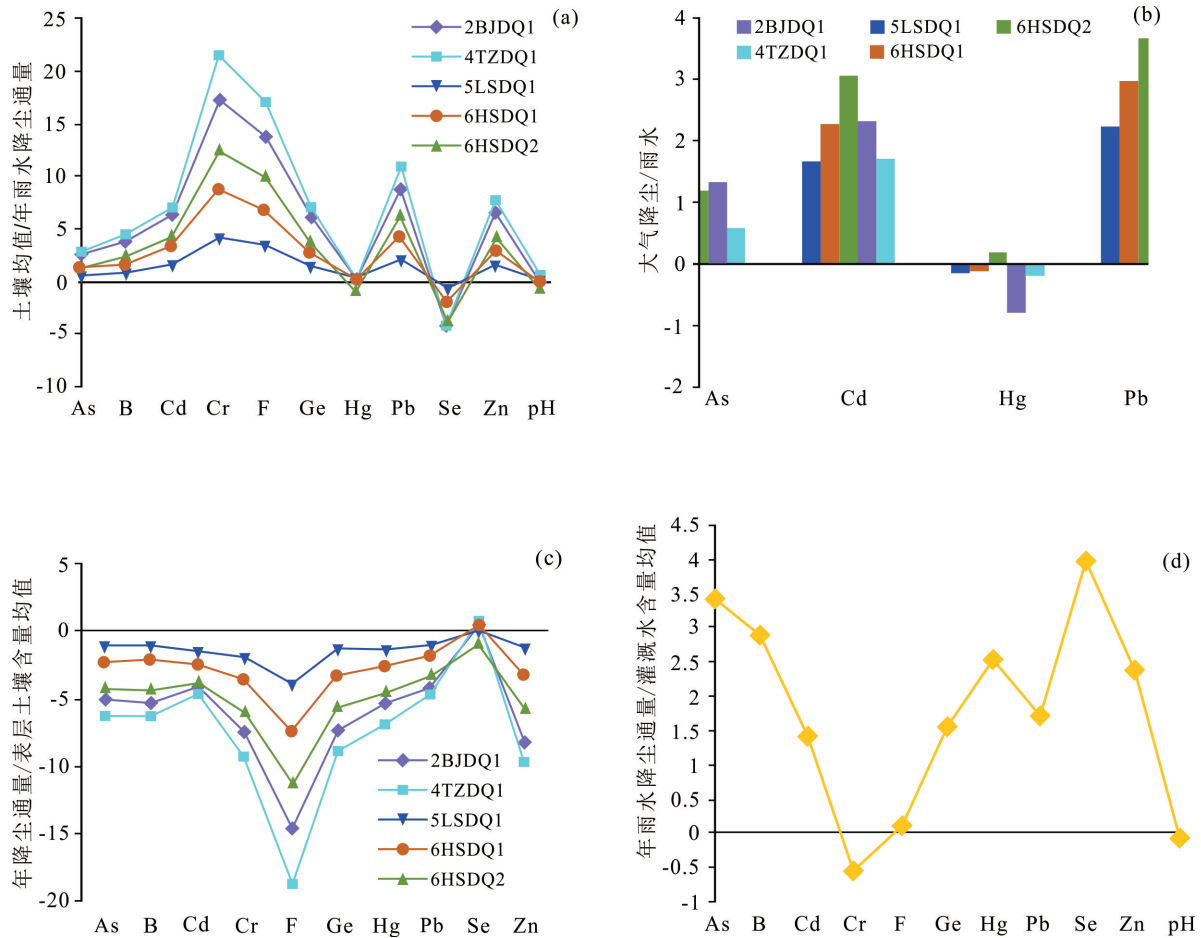 (a)
土壤均值/年雨水降尘通量
25
20
15
10
5
0
-5
-10
2BJDQ1
4TZDQ1
5LSDQ1
6HSDQ1
6HSDQ2
As B Cd Cr F Ge Hg Pb Se Zn pH
(b)
大气降尘/雨水
4
3
2
1
0
-1
-2
2BJDQ1 5LSDQ1 6HSDQ2
4TZDQ1 6HSDQ1
As Cd Hg Pb
(c)
年降尘通量/表层土壤含量均值
5
0
-5
-10
-15
-20
2BJDQ1
4TZDQ1
5LSDQ1
6HSDQ1
6HSDQ2
As B Cd Cr F Ge Hg Pb Se Zn
(d)
年雨水降尘通量/灌溉水含量均值
4.5
4
3.5
3
2.5
2
1.5
1
0.5
0
-0.5
-1
As B Cd Cr F Ge Hg Pb Se Zn pH